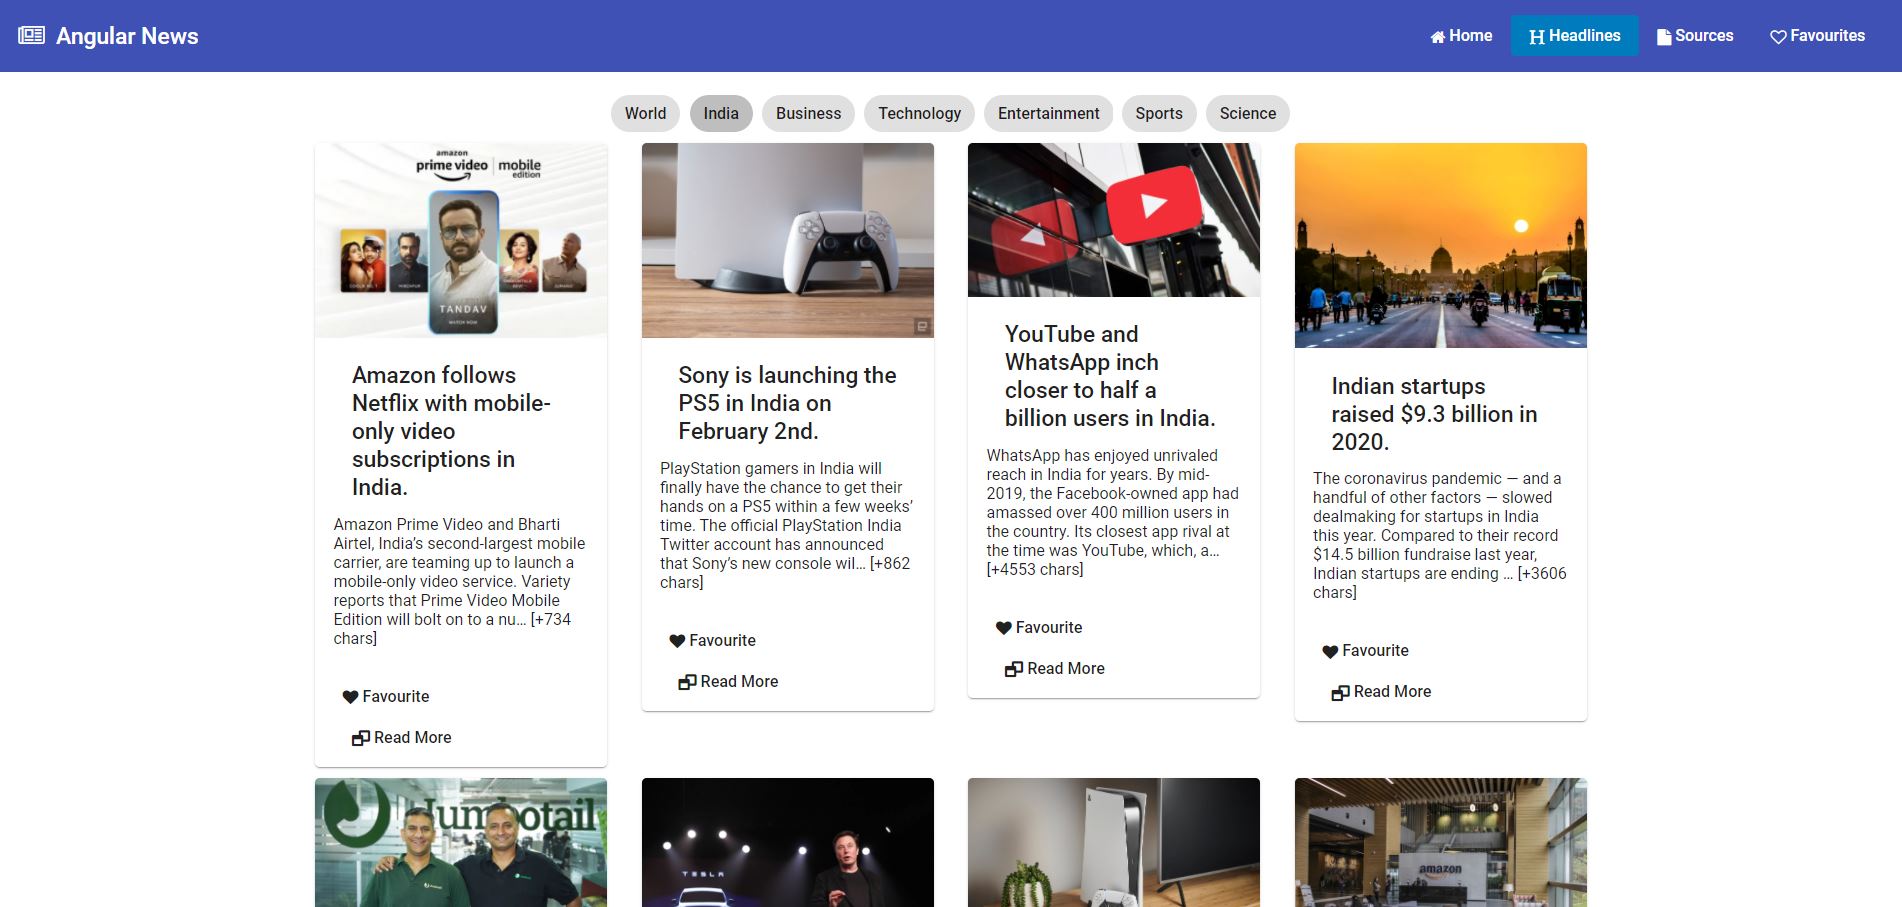 Angular News
Home
Headlines
Sources
Favourites
World
India
Business
Technology
Entertainment
Sports
Science
amazon
prime video | mobile
edition
TANDAV
WATCH NOW
Amazon follows
Netflix with mobile-
only video
subscriptions in
India.
Amazon Prime Video and Bharti
Airtel, India’s second-largest mobile
carrier, are teaming up to launch a
mobile-only video service. Variety
reports that Prime Video Mobile
Edition will bolt on to a nu… [+734
chars]
Favourite
Read More
Sony is launching the
PS5 in India on
February 2nd.
PlayStation gamers in India will
finally have the chance to get their
hands on a PS5 within a few weeks’
time. The official PlayStation India
Twitter account has announced
that Sony’s new console wil… [+862
chars]
Favourite
Read More
YouTube and
WhatsApp inch
closer to half a
billion users in India.
WhatsApp has enjoyed unrivaled
reach in India for years. By mid-
2019, the Facebook-owned app had
amassed over 400 million users in
the country. Its closest app rival at
the time was YouTube, which, a…
[+4553 chars]
Favourite
Read More
Indian startups
raised $9.3 billion in
2020.
The coronavirus pandemic — and a
handful of other factors — slowed
dealmaking for startups in India
this year. Compared to their record
$14.5 billion fundraise last year,
Indian startups are ending … [+3606
chars]
Favourite
Read More
Jumbotail
TESLA
amazon